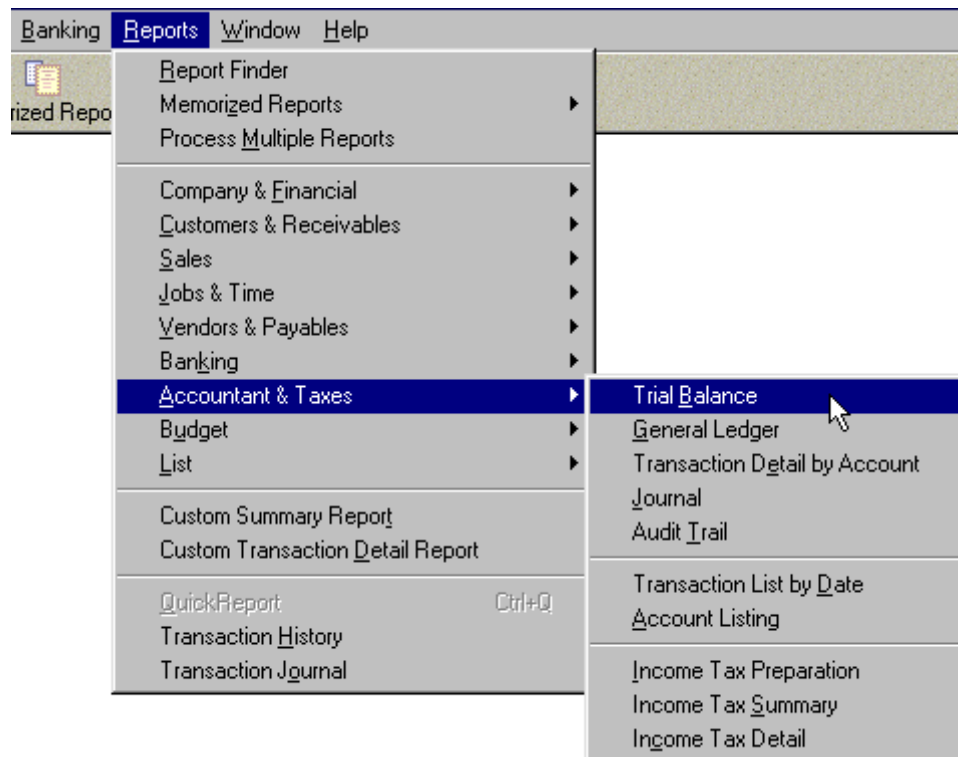 Banking Reports Window Help
rized Repo
Report Finder
Memorized Reports
Process Multiple Reports
Company & Financial
Customers & Receivables
Sales
Jobs & Time
Vendors & Payables
Banking
Accountant & Taxes
Budget
List
Custom Summary Report
Custom Transaction Detail Report
QuickReport Ctrl+Q
Transaction History
Transaction Journal
Trial Balance
General Ledger
Transaction Detail by Account
Journal
Audit Trail
Transaction List by Date
Account Listing
Income Tax Preparation
Income Tax Summary
Income Tax Detail